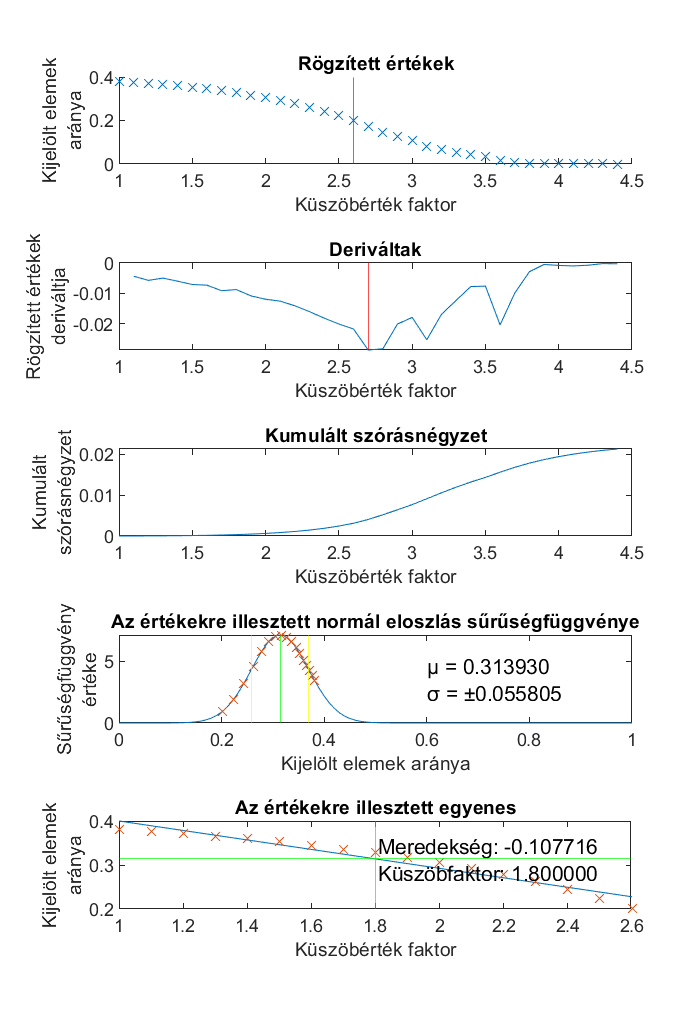 Rögzített értékek
Kijelölt elemek
aránya
0.4
0.2
0
1 1.5 2 2.5 3 3.5 4 4.5
Küszöbérték faktor
Deriváltak
Rögzített értékek
deriváltja
0
-0.01
-0.02
1 1.5 2 2.5 3 3.5 4 4.5
Küszöbérték faktor
Kumulált szórásnégyzet
Kumulált
szórásnégyzet
0.02
0.01
0
1 1.5 2 2.5 3 3.5 4 4.5
Küszöbérték faktor
Az értékekre illesztett normál eloszlás sűrűségfüggvénye
Sűrűségfüggvény
értéke
5
0
μ = 0.313930
σ = ±0.055805
0 0.2 0.4 0.6 0.8 1
Kijelölt elemek aránya
Az értékekre illesztett egyenes
Kijelölt elemek
aránya
0.4
0.3
0.2
Meredekség: -0.107716
Küszöbfaktor: 1.800000
1 1.2 1.4 1.6 1.8 2 2.2 2.4 2.6
Küszöbérték faktor